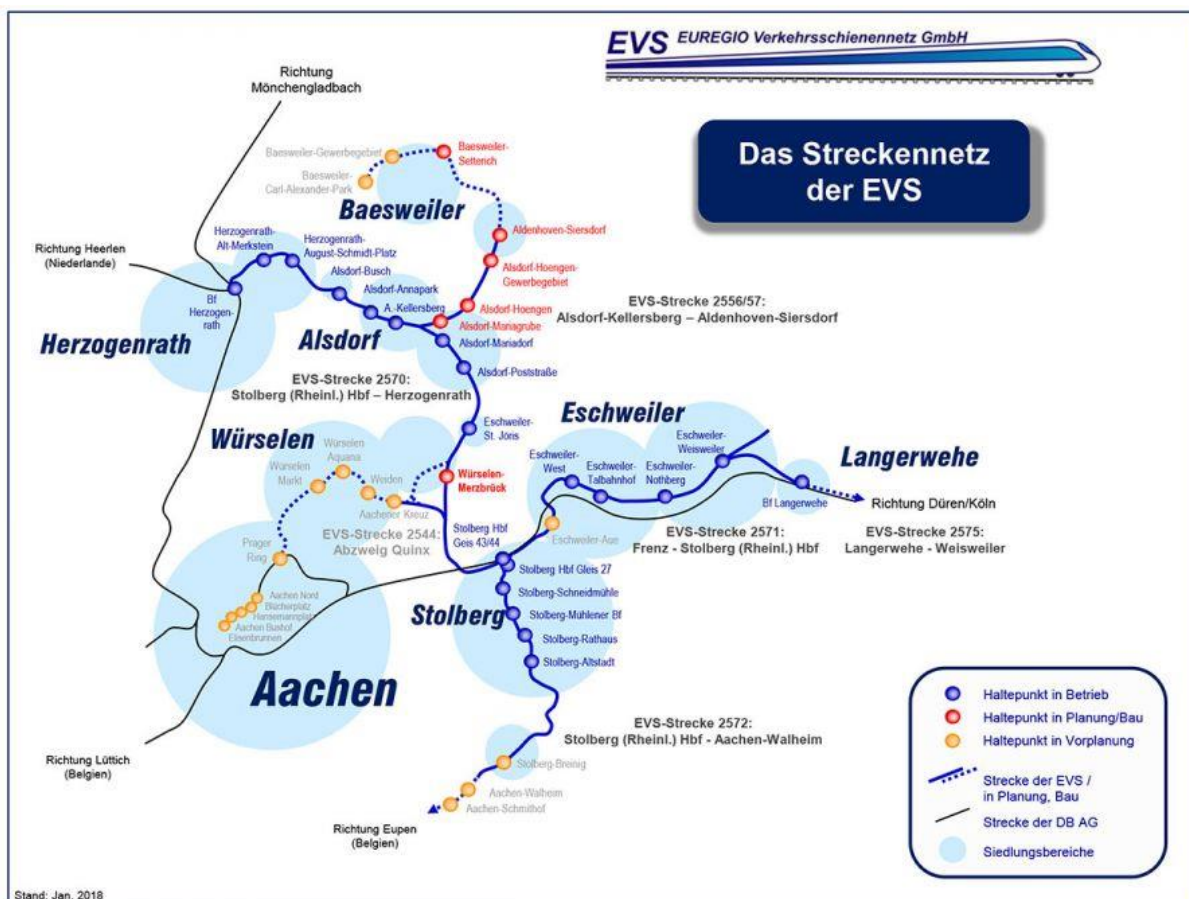 EVS EUREGIO Verkehrsschienennetz GmbH
Das Streckennetz
der EVS
Richtung
Mönchengladbach
Baesweiler-Gewerbegebiet
Baesweiler-
Setterich
Baesweiler-
Carl-Alexander-Park
Baesweiler
Aldenhoven-Siersdorf
Herzogenrath-
Alt-Merkstein
Herzogenrath-
August-Schmidt-Platz
Richtung Heerlen
(Niederlande)
Alsdorf-Busch
Alsdorf-Hoengen-
Gewerbegebiet
Alsdorf-Annapark
Bf
Herzogen-
rath
A.-Kellersberg
Alsdorf-Hoengen
EVS-Strecke 2556/57:
Alsdorf-Kellersberg – Aldenhoven-Siersdorf
Alsdorf-Mariagrube
Herzogenrath
Alsdorf
Alsdorf-Mariadorf
Alsdorf-Poststraße
EVS-Strecke 2570:
Stolberg (Rheinl.) Hbf – Herzogenrath
Eschweiler
Eschweiler-
St. Jöris
Würselen
Würselen
Aquana
Würselen
Markt
Weiden
Aachener Kreuz
Würselen-
Merzbrück
Eschweiler-
West
Eschweiler-
Talbahnhof
Eschweiler-
Nothberg
Eschweiler-
Weisweiler
Langerwehe
Bf Langerwehe
Richtung Düren/Köln
EVS-Strecke 2544:
Abzweig Quinx
Stolberg Hbf
Geis 43/44
Eschweiler-Aue
EVS-Strecke 2571:
Frenz - Stolberg (Rheinl.) Hbf
EVS-Strecke 2575:
Langerwehe - Weisweiler
Prager
Ring
Stolberg Hbf Gleis 27
Stolberg-Schneidmühle
Stolberg
Stolberg-Mühlener Bf
Stolberg-Rathaus
Stolberg-Altstadt
Aachen Nord
Blücherplatz
Hansemannplatz
Aachen Bushof
Elisenbrunnen
Aachen
EVS-Strecke 2572:
Stolberg (Rheinl.) Hbf - Aachen-Walheim
Richtung Lüttich
(Belgien)
Stolberg-Breinig
Aachen-Walheim
Aachen-Schmithof
Richtung Eupen
(Belgien)
Haltepunkt in Betrieb
Haltepunkt in Planung/Bau
Haltepunkt in Vorplanung
Strecke der EVS /
in Planung, Bau
Strecke der DB AG
Siedlungsbereiche
Stand: Jan. 2018